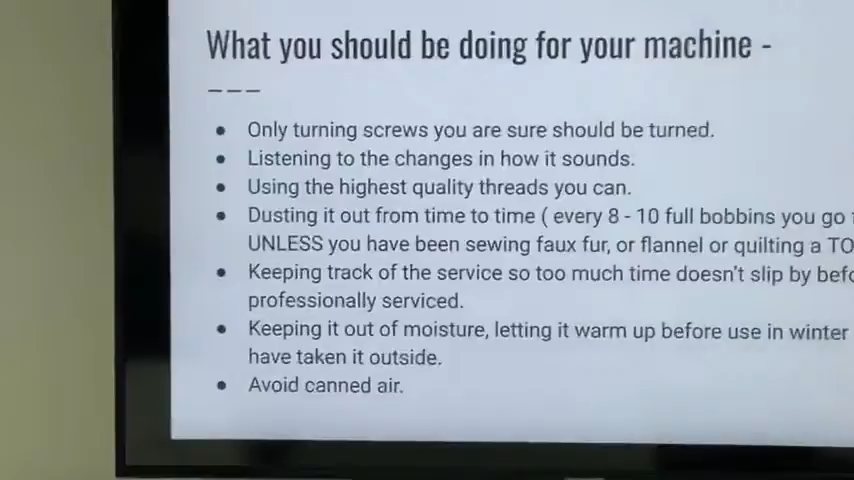 What you should be doing for your machine -
---
● Only turning screws you are sure should be turned.
● Listening to the changes in how it sounds.
● Using the highest quality threads you can.
● Dusting it out from time to time ( every 8 - 10 full bobbins you go
UNLESS you have been sewing faux fur, or flannel or quilting a
● Keeping track of the service so too much time doesn't slip by
professionally serviced.
● Keeping it out of moisture, letting it warm up before use in winter
have taken it outside.
● Avoid canned air.